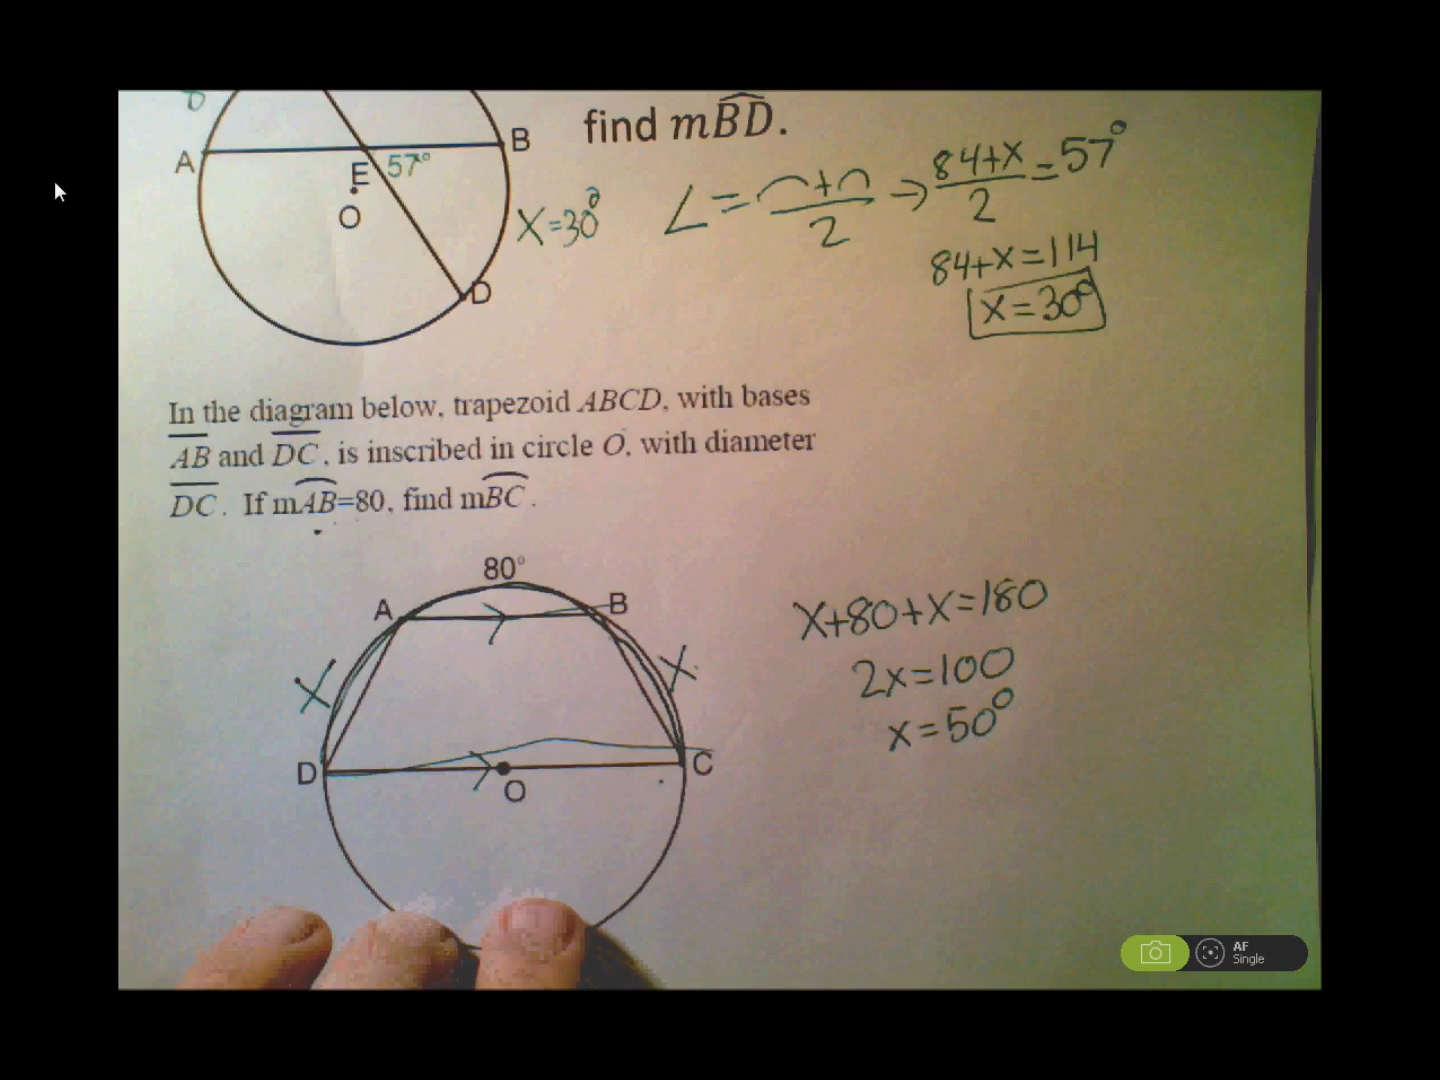 find mBD.
A
B
E
57°
O
D
X=30°
∠ = ⌒+⌒/2 → 84+x/2 = 57°
84+x=114
x=30°
In the diagram below, trapezoid ABCD, with bases
AB and DC, is inscribed in circle O, with diameter
DC. If mAB=80, find mBC.
80°
A
B
X
X
D
O
C
X+80+X=180
2x=100
x=50°
AF
Single